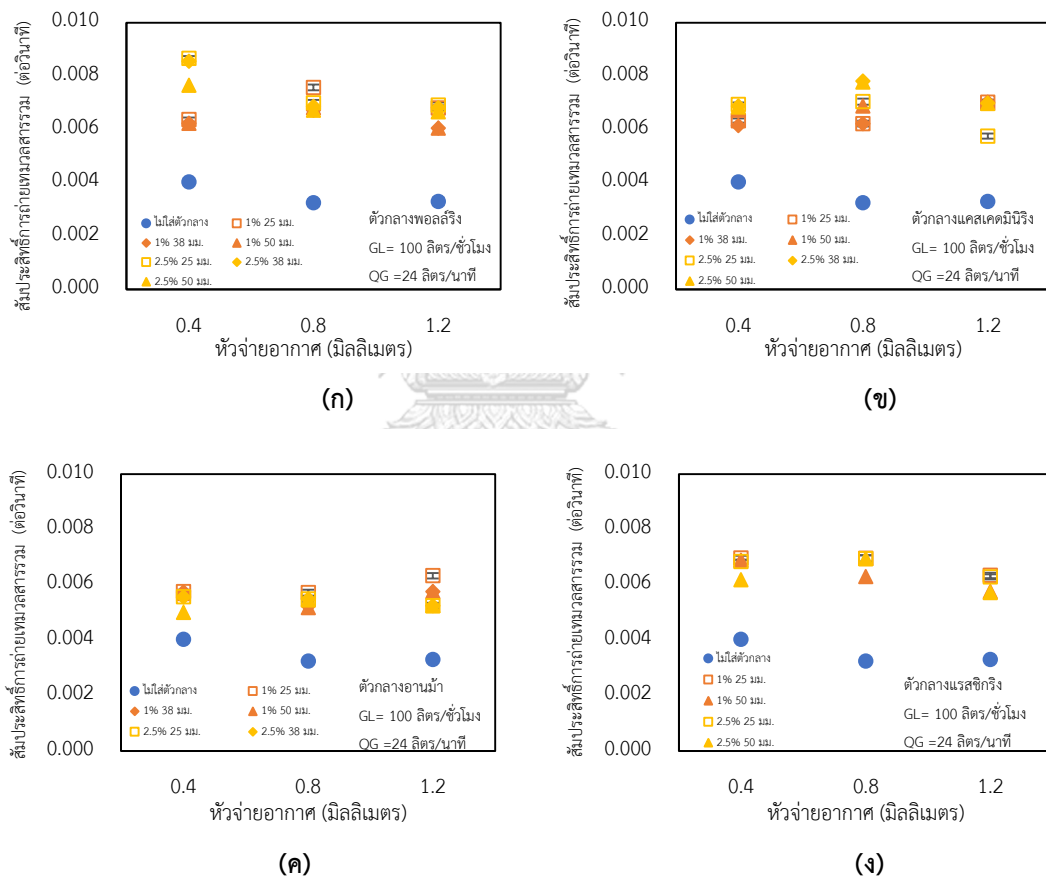 สัมประสิทธิ์การถ่ายเทมวลสารรวม (ต่อวินาที)
0.010
0.008
0.006
0.004
0.002
0.000
ไม่ใส่ตัวกลาง
1% 25 มม.
1% 38 มม.
1% 50 มม.
2.5% 25 มม.
2.5% 38 มม.
2.5% 50 มม.
ตัวกลางพอลล์ริง
GL= 100 ลิตร/ชั่วโมง
QG =24 ลิตร/นาที
0.4 0.8 1.2
หัวจ่ายอากาศ (มิลลิเมตร)
(ก)
สัมประสิทธิ์การถ่ายเทมวลสารรวม (ต่อวินาที)
0.010
0.008
0.006
0.004
0.002
0.000
ไม่ใส่ตัวกลาง
1% 25 มม.
1% 38 มม.
1% 50 มม.
2.5% 25 มม.
2.5% 38 มม.
2.5% 50 มม.
ตัวกลางแคสเคดมินิริง
GL= 100 ลิตร/ชั่วโมง
QG =24 ลิตร/นาที
0.4 0.8 1.2
หัวจ่ายอากาศ (มิลลิเมตร)
(ข)
สัมประสิทธิ์การถ่ายเทมวลสารรวม (ต่อวินาที)
0.010
0.008
0.006
0.004
0.002
0.000
ไม่ใส่ตัวกลาง
1% 25 มม.
1% 38 มม.
1% 50 มม.
2.5% 25 มม.
2.5% 38 มม.
2.5% 50 มม.
ตัวกลางอานม้า
GL= 100 ลิตร/ชั่วโมง
QG =24 ลิตร/นาที
0.4 0.8 1.2
หัวจ่ายอากาศ (มิลลิเมตร)
(ค)
สัมประสิทธิ์การถ่ายเทมวลสารรวม (ต่อวินาที)
0.010
0.008
0.006
0.004
0.002
0.000
ไม่ใส่ตัวกลาง
1% 25 มม.
1% 50 มม.
2.5% 25 มม.
2.5% 50 มม.
ตัวกลางแรสชิกริง
GL= 100 ลิตร/ชั่วโมง
QG =24 ลิตร/นาที
0.4 0.8 1.2
หัวจ่ายอากาศ (มิลลิเมตร)
(ง)